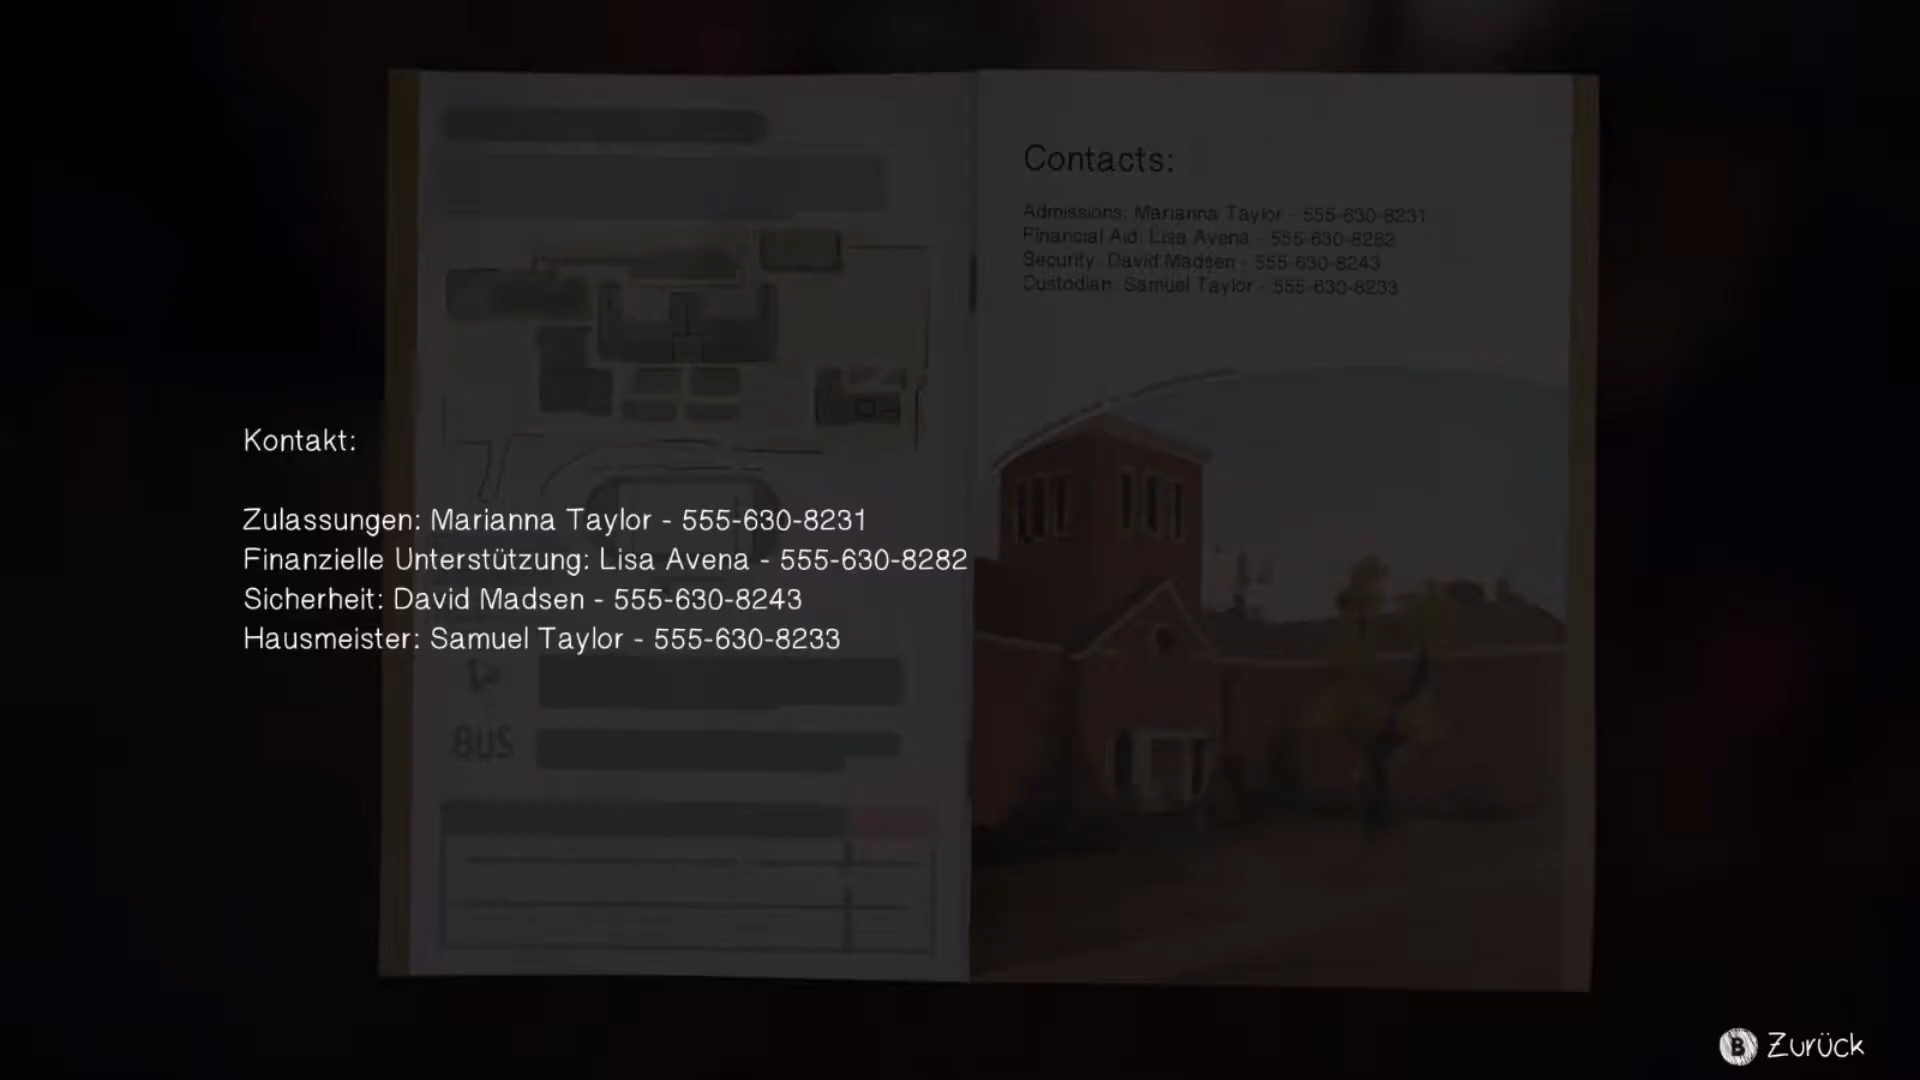 Contacts:
Admissions: Marianna Taylor - 555-630-8231
Financial Aid: Lisa Avena - 555-630-8282
Security: David Madsen - 555-630-8243
Custodian: Samuel Taylor - 555-630-8233
Kontakt:
Zulassungen: Marianna Taylor - 555-630-8231
Finanzielle Unterstützung: Lisa Avena - 555-630-8282
Sicherheit: David Madsen - 555-630-8243
Hausmeister: Samuel Taylor - 555-630-8233
BUS
B Zurück